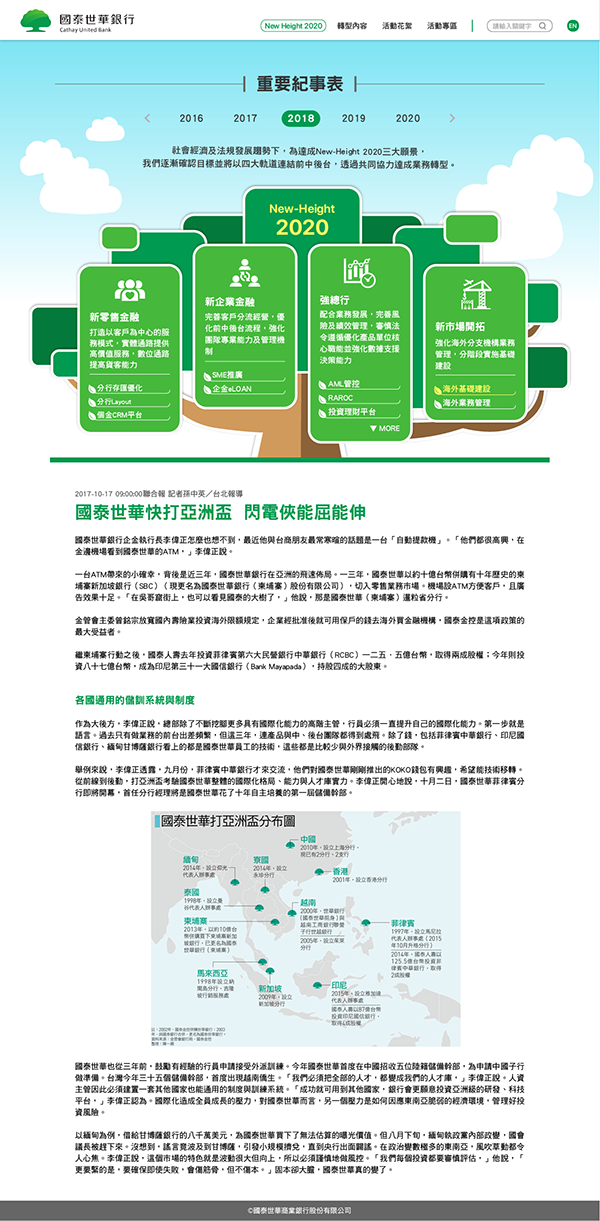 國泰世華銀行
Cathay United Bank
New Height 2020
轉型內容
活動花絮
活動專區
請輸入關鍵字
EN
重要紀事表
2016
2017
2018
2019
2020
社會經濟及法規發展趨勢下，為達成New-Height 2020三大願景，
我們逐漸確認目標並將以四大軌道連結前中後台，透過共同協力達成業務轉型。
New-Height
2020
新零售金融
打造以客戶為中心的服
務模式，實體通路提供
高價值服務，數位通路
提高貨客能力
分行存匯優化
分行Layout
個金CRM平台
新企業金融
完善客戶分流經營，優
化前中後台流程，強化
團隊專業能力及管理機
制
SME推廣
企金eLOAN
強總行
配合業務發展，完善風
險及績效管理，審慎法
令遵循優化產品單位核
心職能並強化數據支援
決策能力
AML管控
RAROC
投資理財平台
▼ MORE
新市場開拓
強化海外分支機構業務
管理，分階段實施基礎
建設
海外基礎建設
海外業務管理
2017-10-17 09:00:00聯合報 記者孫中英／台北報導
國泰世華快打亞洲盃 閃電俠能屈能伸
國泰世華銀行企金執行長李偉正怎麼也想不到，最近他與台商朋友最常寒暄的話題是一台「自動提款機」。「他們都很高興，在
金邊機場看到國泰世華的ATM，」李偉正說。
一台ATM帶來的小確幸，背後是近三年，國泰世華銀行在亞洲的飛速佈局。一三年，國泰世華以約十億台幣併購有十年歷史的柬
埔寨新加坡銀行（SBC）（現更名為國泰世華銀行（柬埔寨）股份有限公司），切入零售業務市場。機場設ATM方便客戶，且廣
告效果十足。「在吳哥窟街上，也可以看見國泰的大樹了，」他說，那是國泰世華（柬埔寨）暹粒省分行。
金管會主委曾銘宗放寬國內壽險業投資海外限額規定，企業經批准後就可用保戶的錢去海外買金融機構，國泰金控是這項政策的
最大受益者。
繼柬埔寨行動之後，國泰人壽去年投資菲律賓第六大民營銀行中華銀行（RCBC）一二五．五億台幣，取得兩成股權；今年則投
資八十七億台幣，成為印尼第三十一大國信銀行（Bank Mayapada），持股四成的大股東。
各國通用的儲訓系統與制度
作為大後方，李偉正說，總部除了不斷挖腳更多具有國際化能力的高階主管，行員必須一直提升自己的國際化能力。第一步就是
語言。過去只有做業務的前台出差頻繁，但這三年，連產品與中、後台團隊都得到處飛。除了錢，包括菲律賓中華銀行、印尼國
信銀行、緬甸甘博薩銀行看上的都是國泰世華員工的技術，這些都是比較少與外界接觸的後勤部隊。
舉例來說，李偉正透露，九月份，菲律賓中華銀行才來交流，他們對國泰世華剛剛推出的KOKO錢包有興趣，希望能技術移轉。
從前線到後勤，打亞洲盃考驗國泰世華整體的國際化格局、能力與人才庫實力。李偉正開心地說，十月二日，國泰世華菲律賓分
行即將開幕，首任分行經理將是國泰世華花了十年自主培養的第一屆儲備幹部。
國泰世華打亞洲盃分布圖
中國
2010年，設立上海分行，
現已有2分行、2支行
緬甸
2014年，設立仰光
代表人辦事處
寮國
2014年，設立
永珍分行
香港
2001年，設立香港分行
泰國
1998年，設立曼
谷代表人辦事處
越南
2000年，世華銀行
(國泰世華前身)與
越南工商銀行聯營
子行世越銀行
2005年，設立茱萊
分行
柬埔寨
2013年，以約10億台
幣併購買下柬埔寨新加
坡銀行，已更名為國泰
世華銀行（柬埔寨）
菲律賓
1997年，設立馬尼拉
代表人辦事處（2015
年10月升格分行）
2014年，國泰人壽以
125.5億台幣投資菲
律賓中華銀行，取得
2成股權
馬來西亞
1998年設立納
閩島分行、吉隆
坡行銷服務處
新加坡
2009年，設立
新加坡分行
印尼
2015年，設立雅加達
代表人辦事處
國泰人壽以87億台幣
投資印尼國信銀行，
取得4成股權
國泰世華也從三年前，鼓勵有經驗的行員申請接受外派訓練。今年國泰世華首度在中國招收五位陸籍儲備幹部，為申請中國子行
做準備。台灣今年三十五個儲備幹部，首度出現越南僑生。「我們必須把全部的人才，都變成我們的人才庫，」李偉正說。人資
主管因此必須建置一套其他國家也能通用的制度與訓練系統。「成功就可用到其他國家，銀行會更願意投資亞洲級的研發、科技
平台，」李偉正認為。國際化造成全員成長的壓力，對國泰世華而言，另一個壓力是如何因應東南亞脆弱的經濟環境，管理好投
資風險。
以緬甸為例，借給甘博薩銀行的八千萬美元，為國泰世華買下了無法估算的曝光價值。但八月下旬，緬甸執政黨內部政變，國會
議長被趕下來。沒想到，謠言竟波及到甘博薩，引發小規模擠兌，直到央行出面闢謠。在政治變數極多的東南亞，風吹草動都令
人心焦。李偉正說，這個市場的特色就是波動很大但向上，所以必須謹慎地做風控。「我們每個投資都要審慎評估，」他說，「
更要緊的是，要確保即使失敗，會傷筋骨，但不傷本。」固本卻大膽，國泰世華真的變了。
©國泰世華商業銀行股份有限公司